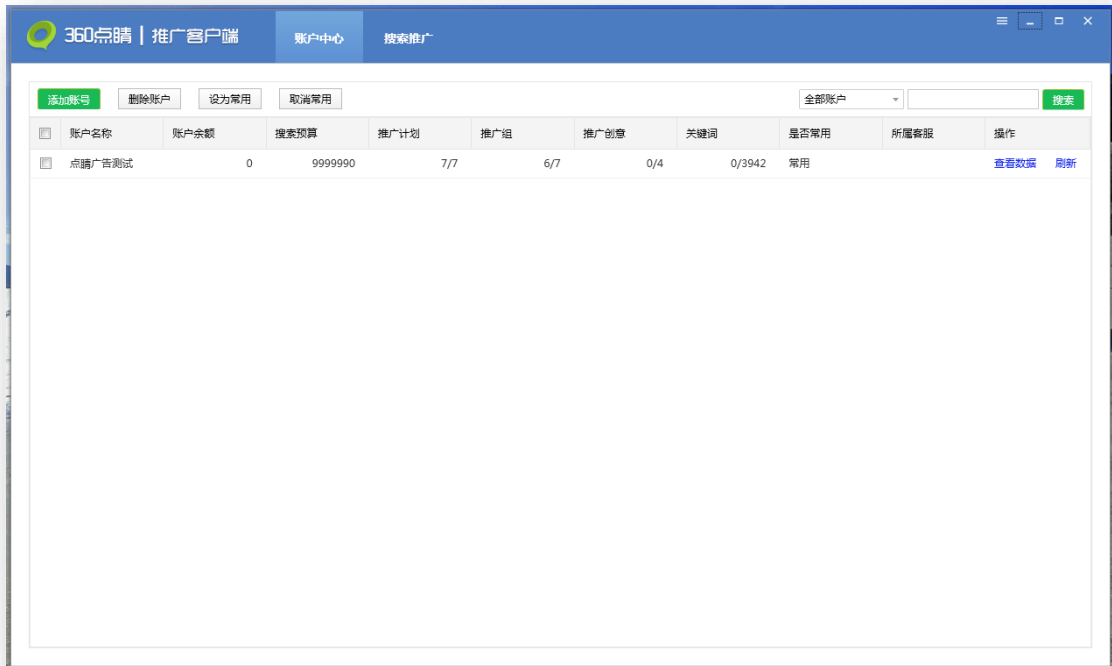 360点睛 | 推广客户端 账户中心 搜索推广
添加账号 删除账户 设为常用 取消常用 全部账户 搜索
账户名称 账户余额 搜索预算 推广计划 推广组 推广创意 关键词 是否常用 所属客服 操作
点睛广告测试 0 9999990 7/7 6/7 0/4 0/3942 常用 查看数据 刷新